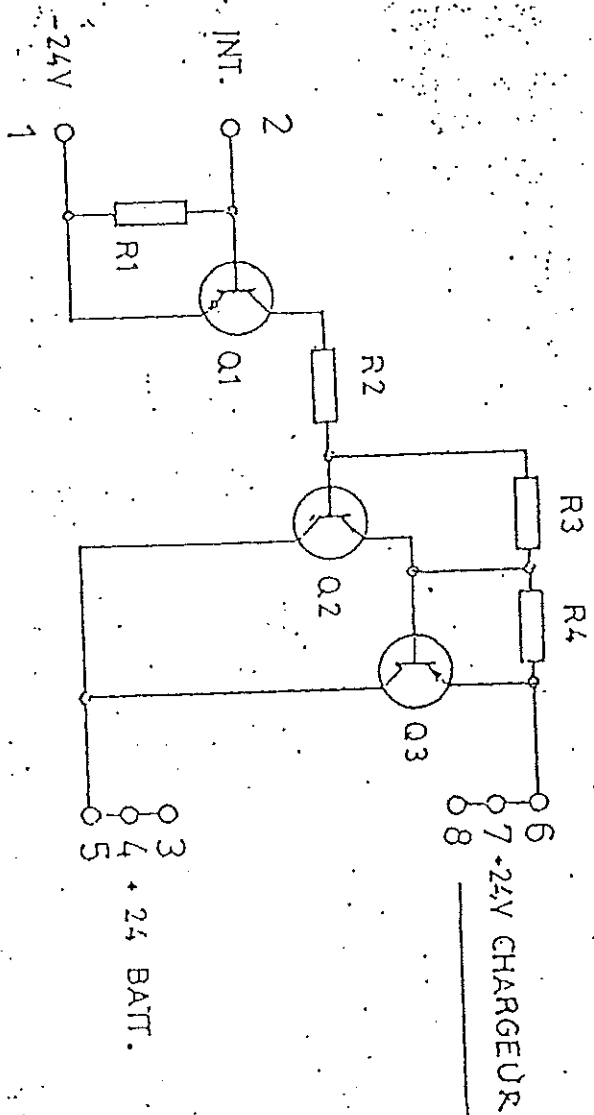 R3
R4
6
7 +24V CHARGEUR
8
Q3
R2
Q2
2
INT.
Q1
3
4 + 24 BATT.
R1
5
-24V
1